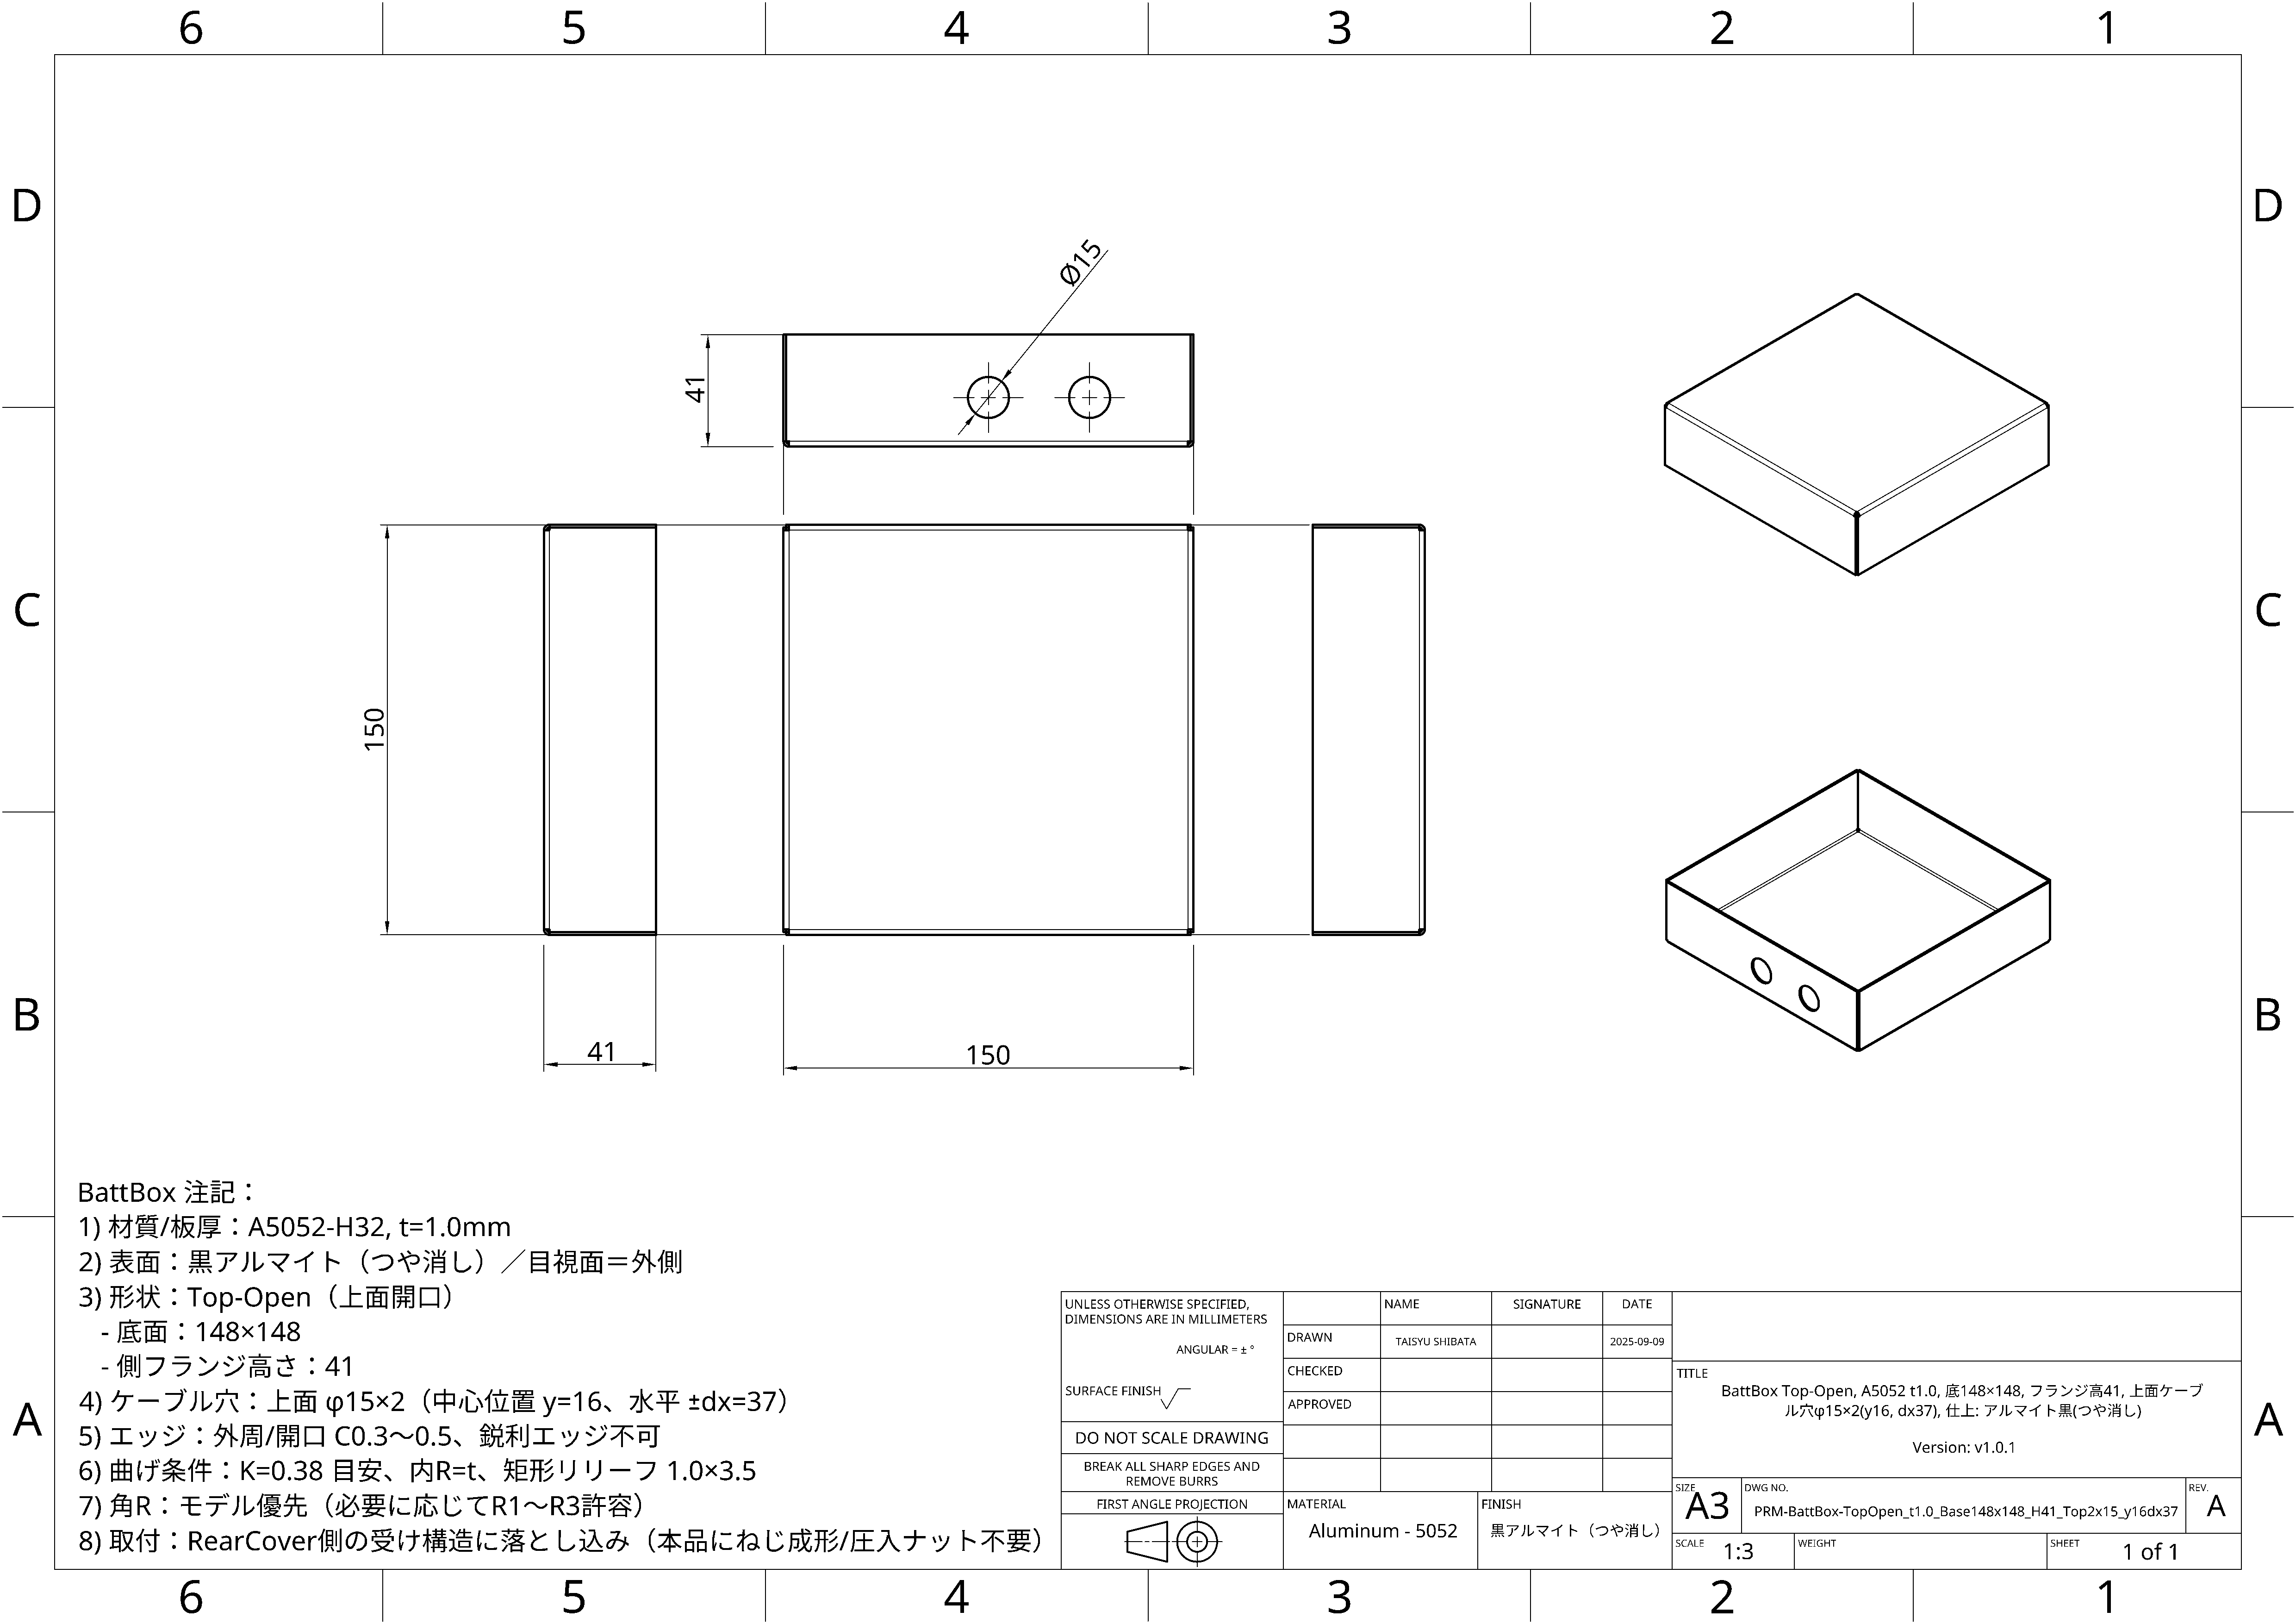 6 5 4 3 2 1
D D
Ø15
41
150
C C
B B
41
150
BattBox 注記：
1) 材質/板厚：A5052-H32, t=1.0mm
2) 表面：黒アルマイト（つや消し）／目視面＝外側
3) 形状：Top-Open（上面開口）
- 底面：148×148
- 側フランジ高さ：41
4) ケーブル穴：上面 φ15×2（中心位置 y=16、水平 ±dx=37）
5) エッジ：外周/開口 C0.3～0.5、鋭利エッジ不可
6) 曲げ条件：K=0.38 目安、内R=t、矩形リリーフ 1.0×3.5
7) 角R：モデル優先（必要に応じてR1～R3許容）
8) 取付：RearCover側の受け構造に落とし込み（本品にねじ成形/圧入ナット不要）
A A
UNLESS OTHERWISE SPECIFIED,
DIMENSIONS ARE IN MILLIMETERS
ANGULAR = ± °
SURFACE FINISH
DO NOT SCALE DRAWING
BREAK ALL SHARP EDGES AND
REMOVE BURRS
FIRST ANGLE PROJECTION
NAME SIGNATURE DATE
DRAWN TAISYU SHIBATA 2025-09-09
CHECKED
APPROVED
MATERIAL
Aluminum - 5052
FINISH
黒アルマイト（つや消し）
TITLE
BattBox Top-Open, A5052 t1.0, 底148×148, フランジ高41, 上面ケーブ
ル穴φ15×2(y16, dx37), 仕上: アルマイト黒(つや消し)
Version: v1.0.1
SIZE
A3
DWG NO.
PRM-BattBox-TopOpen_t1.0_Base148x148_H41_Top2x15_y16dx37
REV.
A
SCALE 1:3
WEIGHT
SHEET 1 of 1
6 5 4 3 2 1